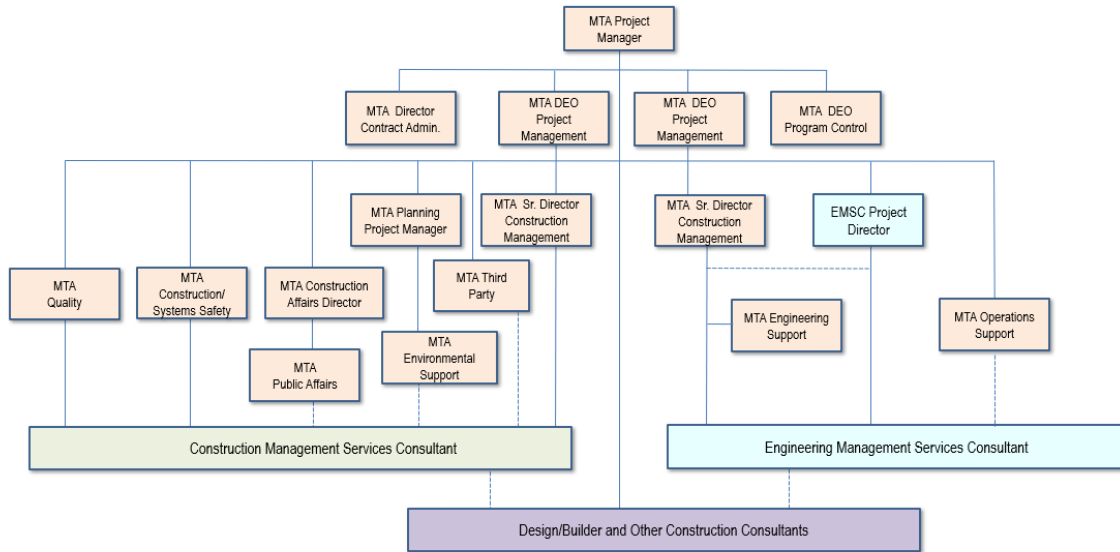 MTA Project
Manager
MTA Director
Contract Admin.
MTA DEO
Project
Management
MTA DEO
Project
Management
MTA DEO
Program Control
MTA Planning
Project Manager
MTA Sr. Director
Construction
Management
MTA Sr. Director
Construction
Management
EMSC Project
Director
MTA
Quality
MTA
Construction/
Systems Safety
MTA Construction
Affairs Director
MTA Third
Party
MTA Engineering
Support
MTA Operations
Support
MTA
Public Affairs
MTA
Environmental
Support
Construction Management Services Consultant
Engineering Management Services Consultant
Design/Builder and Other Construction Consultants